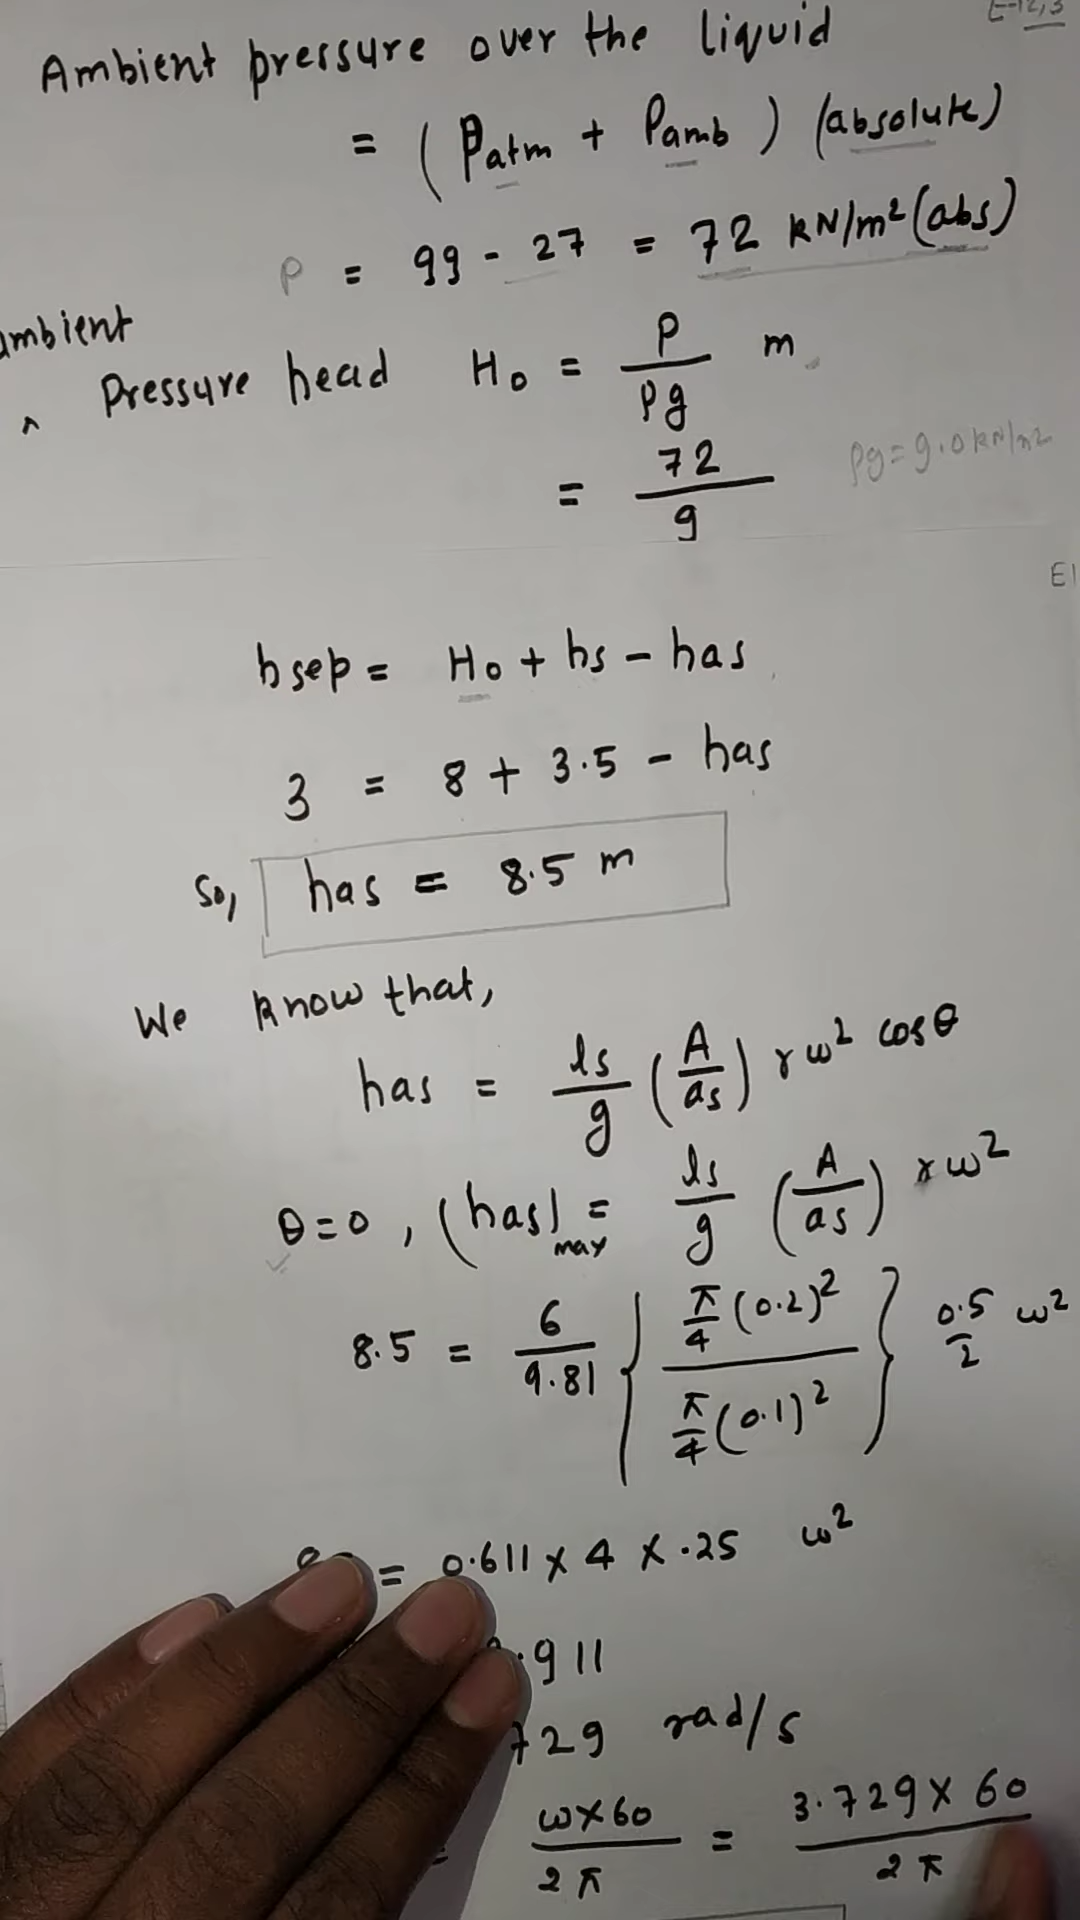 E-12,3
Ambient pressure over the liquid
= ( Patm + Pamb ) (absolute)
P = 99 - 27 = 72 kN/m² (abs)
ambient
Pressure head H₀ = P/ρg m
= 72/9 ρg = 9.0 kN/m²
E1
hsep = H₀ + hs - has
3 = 8 + 3.5 - has
So, has = 8.5 m
We know that,
has = ls/g (A/as) rω² cosθ
θ=0, (has)max = ls/g (A/as) rω²
8.5 = 6/9.81 { π/4 (0.2)² / π/4 (0.1)² } 0.5/2 ω²
= 0.611 × 4 × .25 ω²
.911
729 rad/s
ω×60/2π = 3.729 × 60/2π